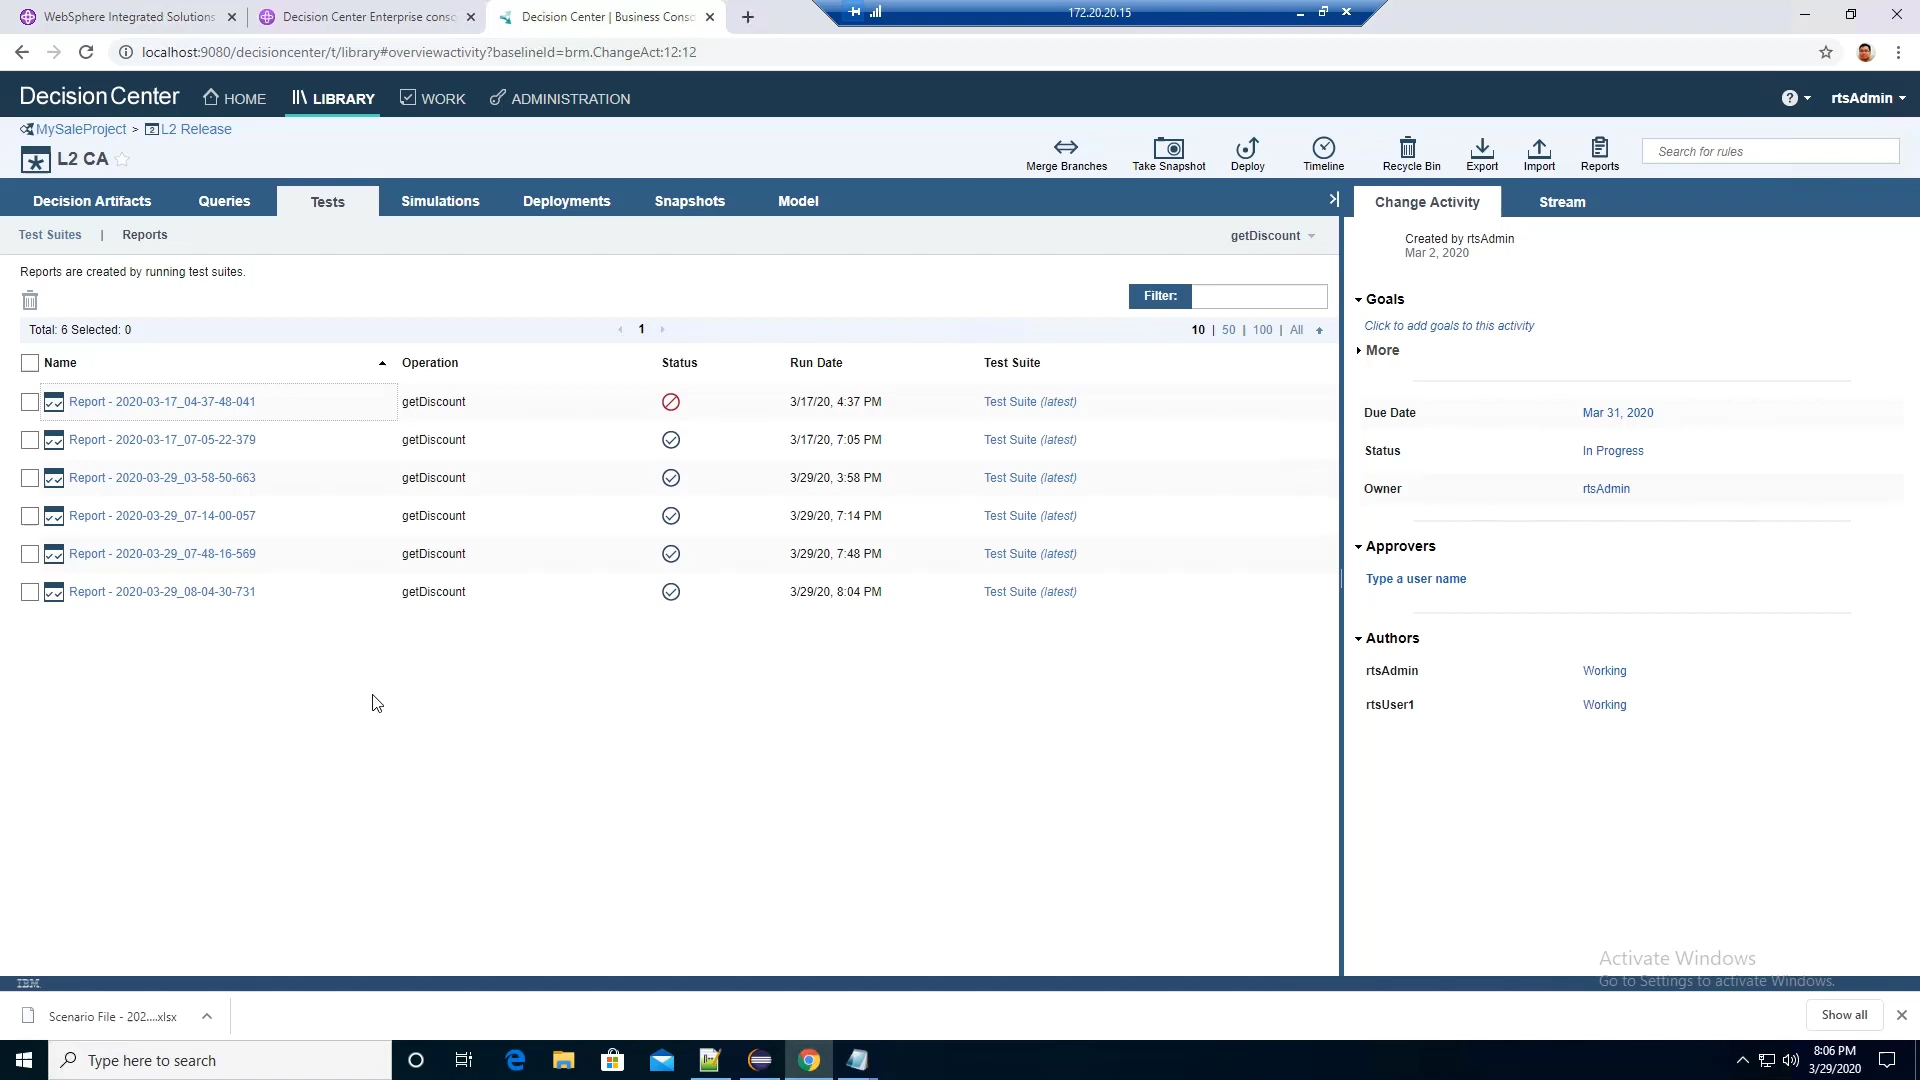 WebSphere Integrated Solutions
Decision Center Enterprise consc
Decision Center | Business Consc
172.20.20.15
localhost:9080/decisioncenter/t/library#overviewactivity?baselineId=brm.ChangeAct:12:12
Decision Center
HOME
LIBRARY
WORK
ADMINISTRATION
?
rtsAdmin
MySaleProject > L2 Release
L2 CA
Merge Branches
Take Snapshot
Deploy
Timeline
Recycle Bin
Export
Import
Reports
Search for rules
Decision Artifacts
Queries
Tests
Simulations
Deployments
Snapshots
Model
Change Activity
Stream
Test Suites | Reports
getDiscount
Reports are created by running test suites.
Filter:
Total: 6 Selected: 0
1
10 | 50 | 100 | All
Name Operation Status Run Date Test Suite
Report - 2020-03-17_04-37-48-041 getDiscount 3/17/20, 4:37 PM Test Suite (latest)
Report - 2020-03-17_07-05-22-379 getDiscount 3/17/20, 7:05 PM Test Suite (latest)
Report - 2020-03-29_03-58-50-663 getDiscount 3/29/20, 3:58 PM Test Suite (latest)
Report - 2020-03-29_07-14-00-057 getDiscount 3/29/20, 7:14 PM Test Suite (latest)
Report - 2020-03-29_07-48-16-569 getDiscount 3/29/20, 7:48 PM Test Suite (latest)
Report - 2020-03-29_08-04-30-731 getDiscount 3/29/20, 8:04 PM Test Suite (latest)
Created by rtsAdmin
Mar 2, 2020
Goals
Click to add goals to this activity
More
Due Date Mar 31, 2020
Status In Progress
Owner rtsAdmin
Approvers
Type a user name
Authors
rtsAdmin Working
rtsUser1 Working
Activate Windows
Go to Settings to activate Windows.
IBM.
Scenario File - 202....xlsx
Show all
Type here to search
8:06 PM
3/29/2020